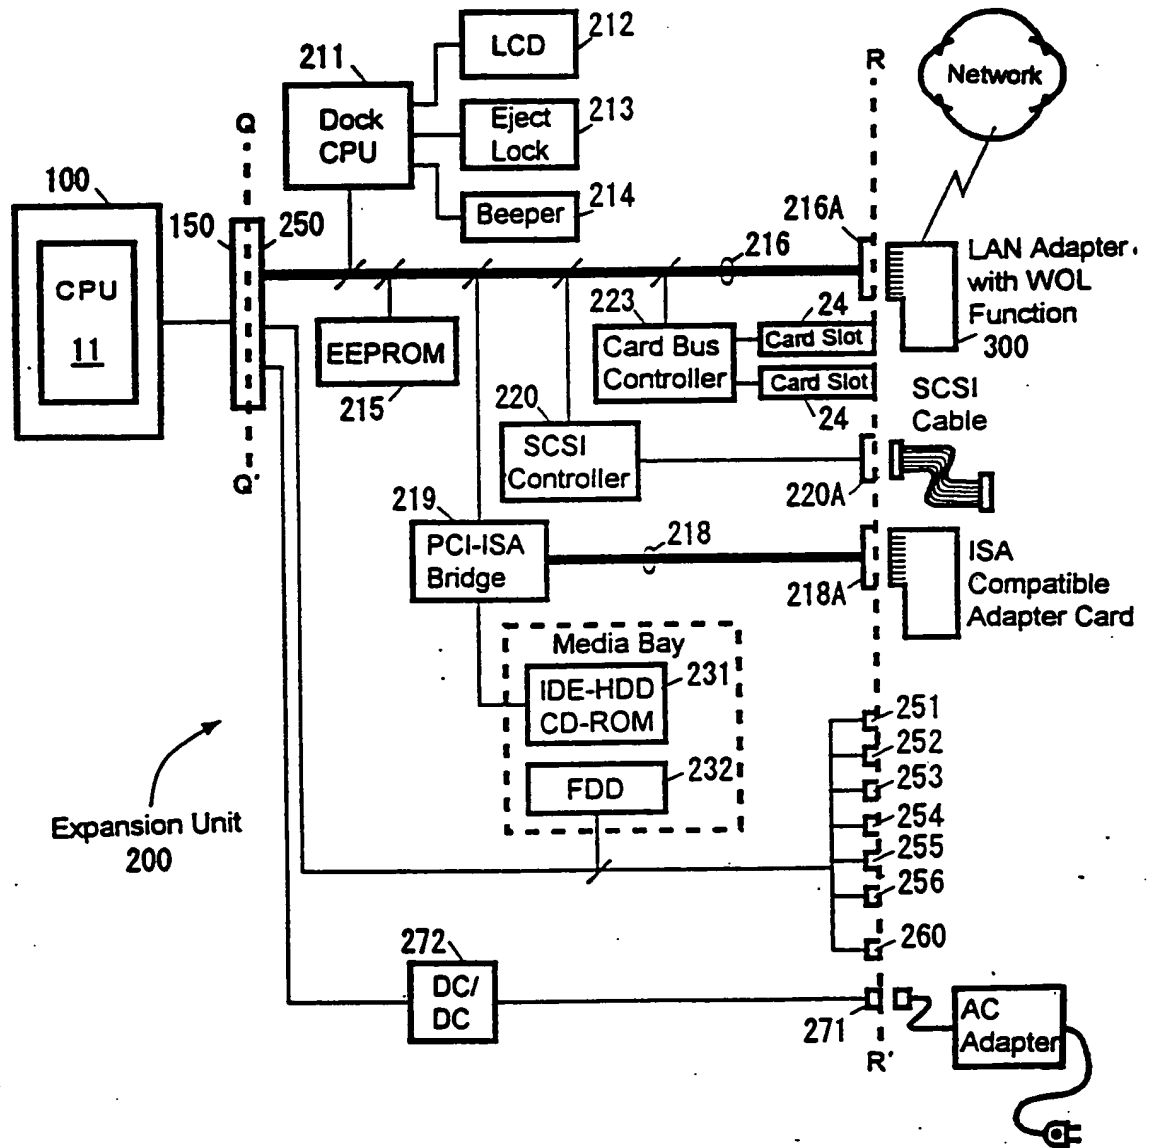 LCD
212
211
Dock
CPU
Eject
Lock
213
Beeper
214
R
Network
Q
100
CPU
11
150
250
216A
216
LAN Adapter
with WOL
Function
300
EEPROM
215
223
Card Bus
Controller
24
Card Slot
Card Slot
24
SCSI
Cable
Q'
220
SCSI
Controller
220A
219
PCI-ISA
Bridge
218
218A
ISA
Compatible
Adapter Card
Media Bay
IDE-HDD
CD-ROM
231
FDD
232
251
252
253
254
255
256
260
Expansion Unit
200
272
DC/
DC
271
R'
AC
Adapter